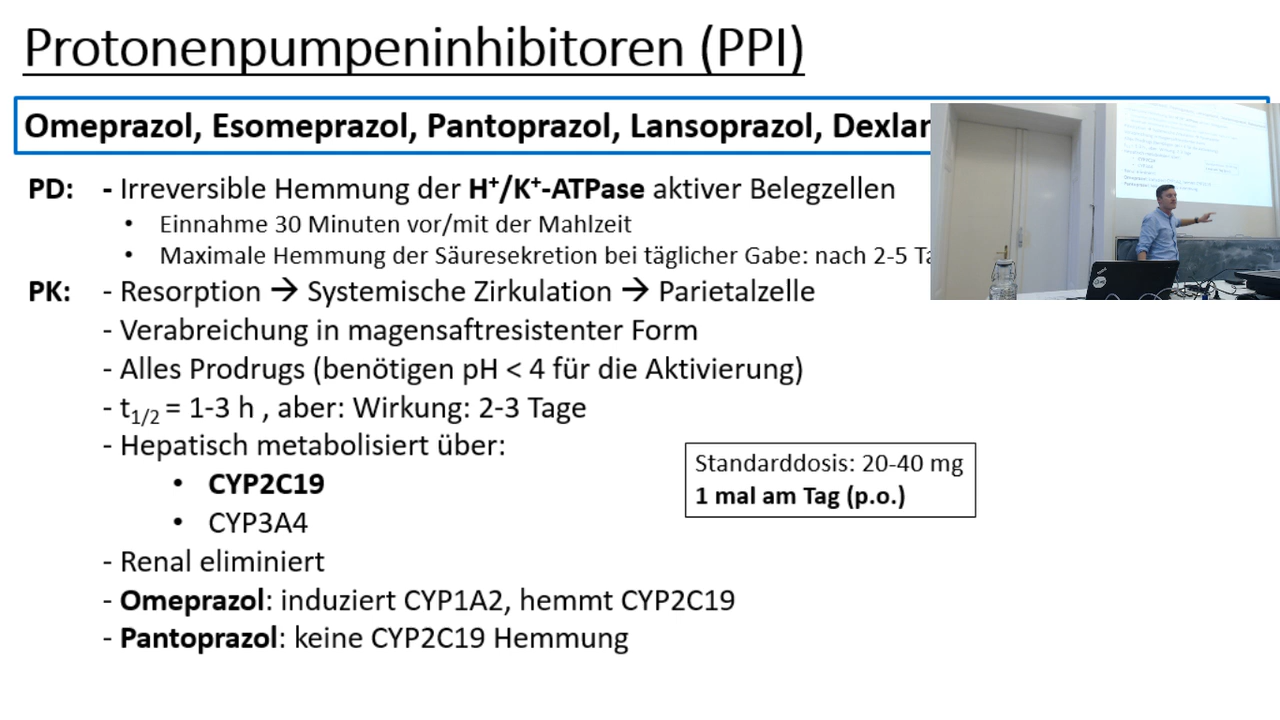 Protonenpumpeninhibitoren (PPI)
Omeprazol, Esomeprazol, Pantoprazol, Lansoprazol,
PD: - Irreversible Hemmung der H⁺/K⁺-ATPase aktiver Belegzellen
• Einnahme 30 Minuten vor/mit der Mahlzeit
• Maximale Hemmung der Säuresekretion bei täglicher Gabe: nach 2-5
PK: - Resorption → Systemische Zirkulation → Parietalzelle
- Verabreichung in magensaftresistenter Form
- Alles Prodrugs (benötigen pH < 4 für die Aktivierung)
- t1/2 = 1-3 h , aber: Wirkung: 2-3 Tage
- Hepatisch metabolisiert über:
• CYP2C19
• CYP3A4
Standarddosis: 20-40 mg
1 mal am Tag (p.o.)
- Renal eliminiert
- Omeprazol: induziert CYP1A2, hemmt CYP2C19
- Pantoprazol: keine CYP2C19 Hemmung